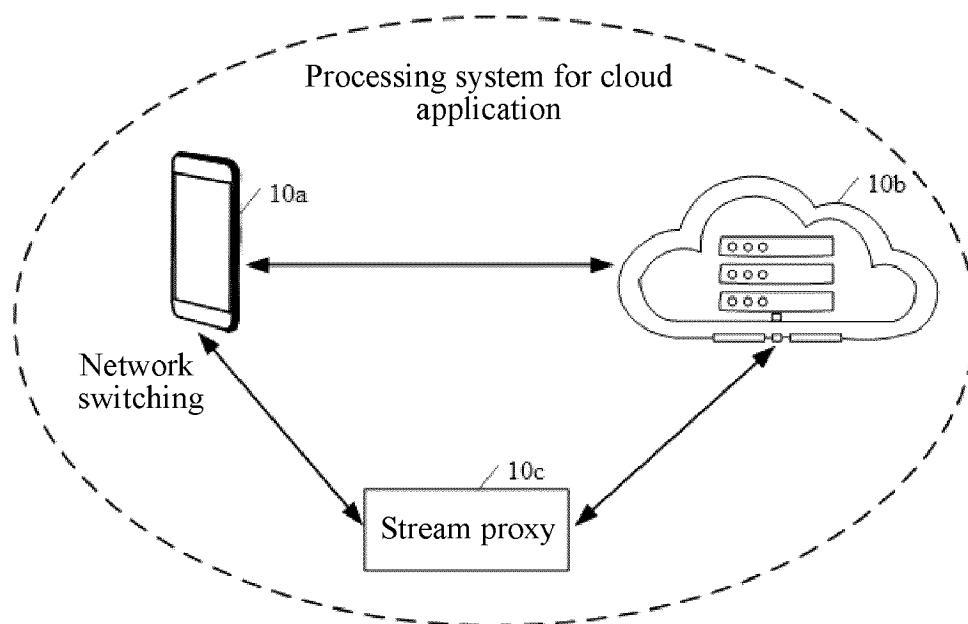 Processing system for cloud
application
10a
10b
Network
switching
10c
Stream proxy